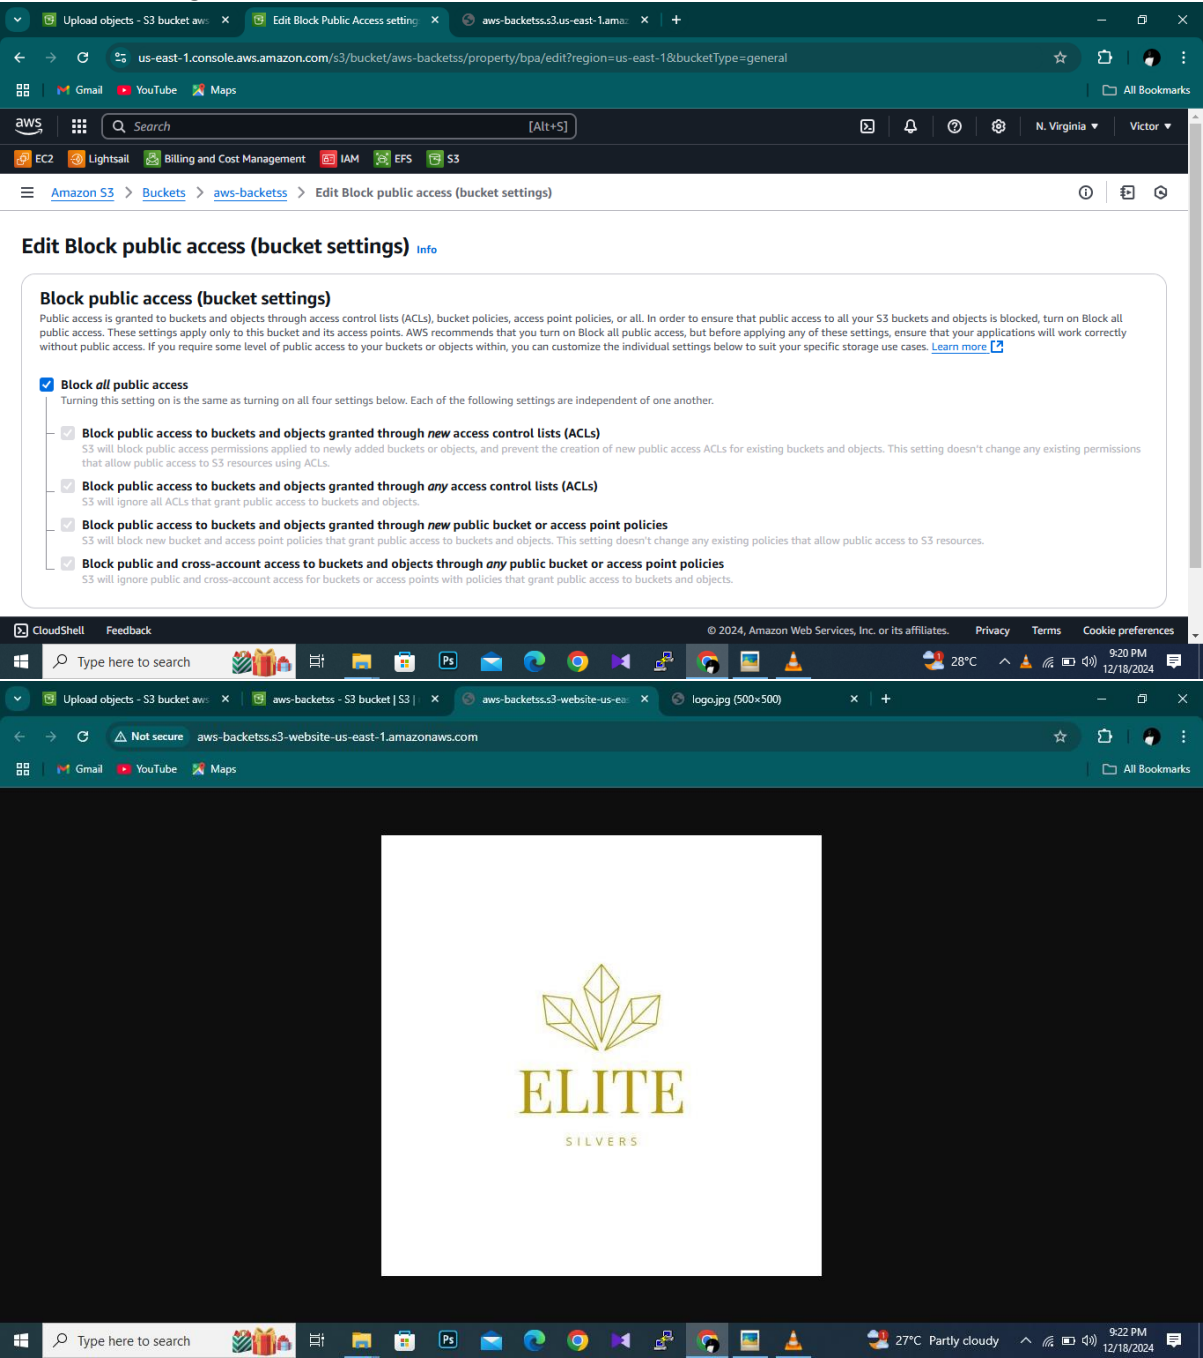 Upload objects - S3 bucket aws
Edit Block Public Access setting
aws-backetss.s3.us-east-1.amaz
us-east-1.console.aws.amazon.com/s3/bucket/aws-backetss/property/bpa/edit?region=us-east-1&bucketType=general
Gmail YouTube Maps All Bookmarks
aws Search [Alt+S] N. Virginia Victor
EC2 Lightsail Billing and Cost Management IAM EFS S3
Amazon S3 > Buckets > aws-backetss > Edit Block public access (bucket settings)
Edit Block public access (bucket settings) Info
Block public access (bucket settings)
Public access is granted to buckets and objects through access control lists (ACLs), bucket policies, access point policies, or all. In order to ensure that public access to all your S3 buckets and objects is blocked, turn on Block all
public access. These settings apply only to this bucket and its access points. AWS recommends that you turn on Block all public access, but before applying any of these settings, ensure that your applications will work correctly
without public access. If you require some level of public access to your buckets or objects within, you can customize the individual settings below to suit your specific storage use cases. Learn more
Block all public access
Turning this setting on is the same as turning on all four settings below. Each of the following settings are independent of one another.
Block public access to buckets and objects granted through new access control lists (ACLs)
S3 will block public access permissions applied to newly added buckets or objects, and prevent the creation of new public access ACLs for existing buckets and objects. This setting doesn't change any existing permissions
that allow public access to S3 resources using ACLs.
Block public access to buckets and objects granted through any access control lists (ACLs)
S3 will ignore all ACLs that grant public access to buckets and objects.
Block public access to buckets and objects granted through new public bucket or access point policies
S3 will block new bucket and access point policies that grant public access to buckets and objects. This setting doesn't change any existing policies that allow public access to S3 resources.
Block public and cross-account access to buckets and objects through any public bucket or access point policies
S3 will ignore public and cross-account access for buckets or access points with policies that grant public access to buckets and objects.
CloudShell Feedback © 2024, Amazon Web Services, Inc. or its affiliates. Privacy Terms Cookie preferences
Type here to search Ps 28°C 9:20 PM
12/18/2024
Upload objects - S3 bucket aws
aws-backetss - S3 bucket | S3 |
aws-backetss.s3-website-us-eas
logo.jpg (500×500)
Not secure aws-backetss.s3-website-us-east-1.amazonaws.com
Gmail YouTube Maps All Bookmarks
ELITE
SILVERS
Type here to search Ps 27°C Partly cloudy 9:22 PM
12/18/2024